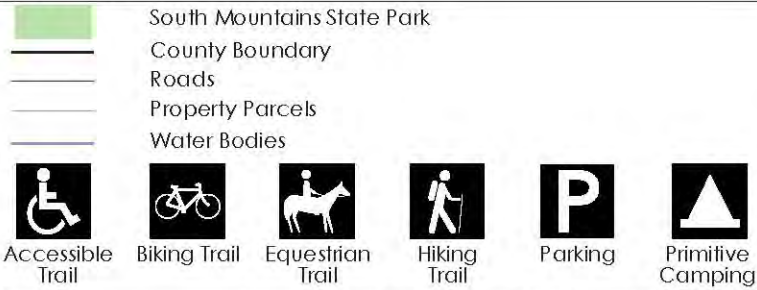 South Mountains State Park
County Boundary
Roads
Property Parcels
Water Bodies
P
Accessible Trail
Biking Trail
Equestrian Trail
Hiking Trail
Parking
Primitive Camping